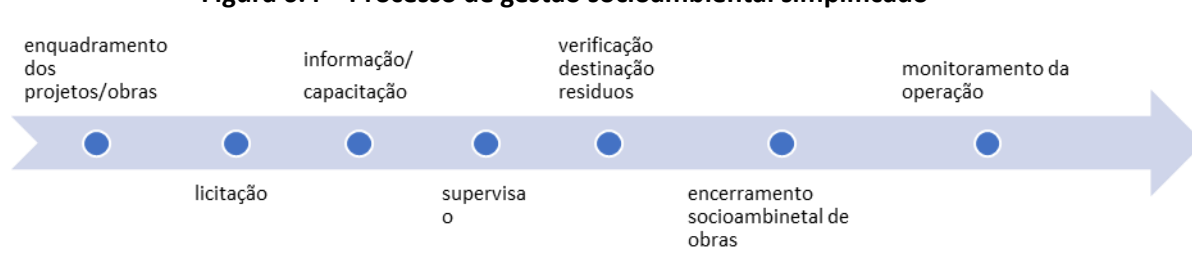 enquadramento
dos
projetos/obras
licitação
informação/
capacitação
supervisa
o
verificação
destinação
residuos
encerramento
socioambinetal de
obras
monitoramento da
operação